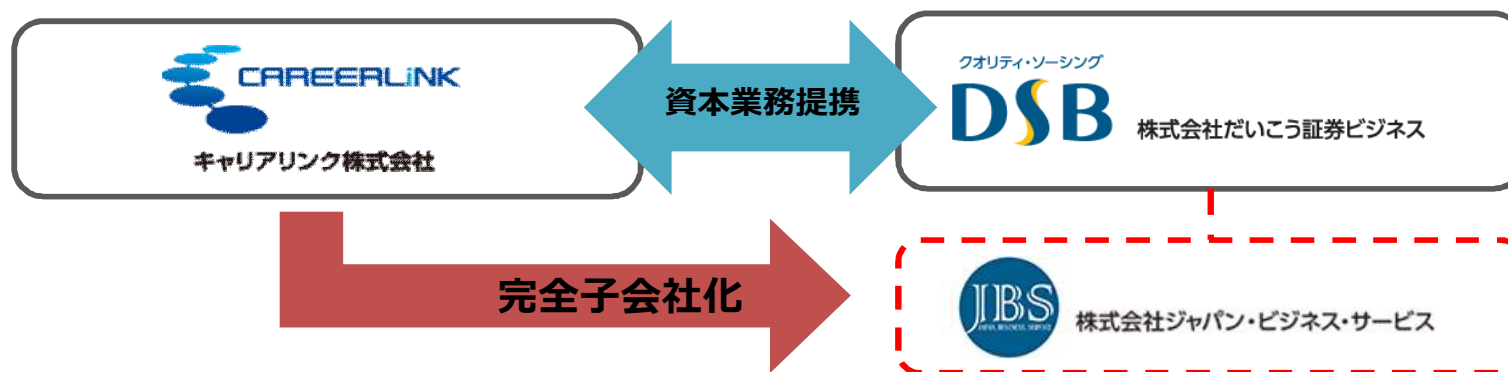 CAREERLiNK
キャリアリンク株式会社
資本業務提携
クオリティ・ソーシング
DSB
株式会社だいこう証券ビジネス
完全子会社化
JBS
JAPAN BUSINESS SERVICE
株式会社ジャパン・ビジネス・サービス